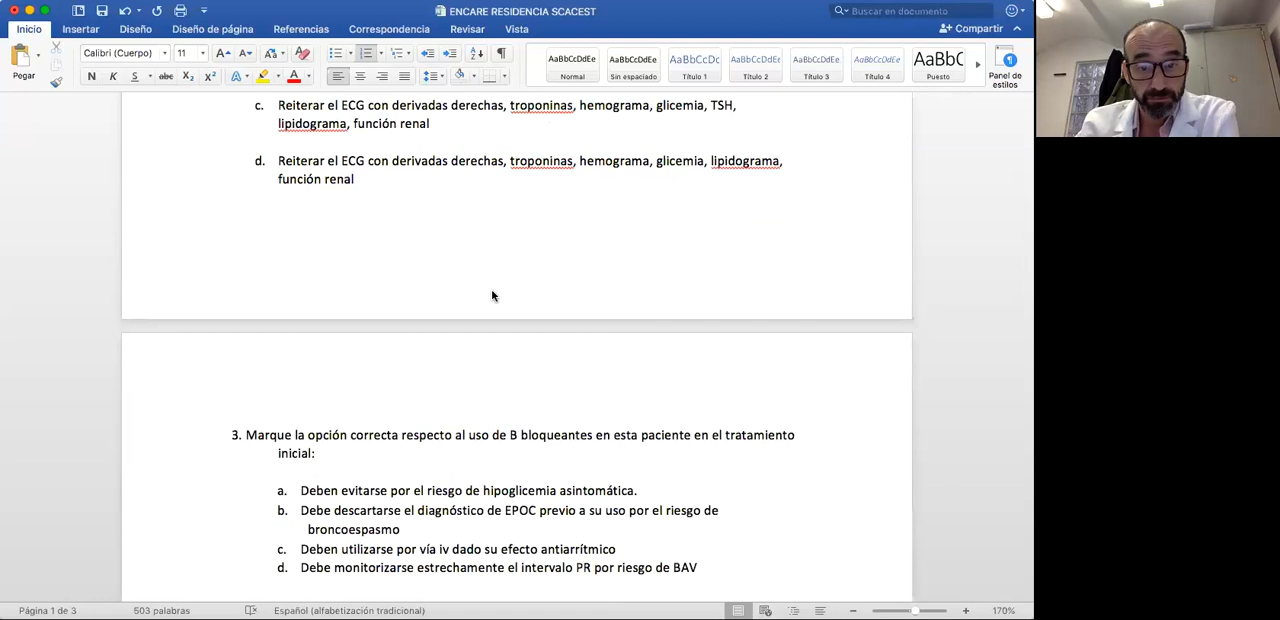 ENCARE RESIDENCIA SCACEST
Buscar en documento
Inicio Insertar Diseño Diseño de página Referencias Correspondencia Revisar Vista
Compartir
Pegar
Calibri (Cuerpo) 11
N K S abc X₂ X²
AaBbCcDdEe AaBbCcDdEe AaBbCcDc AaBbCcDdEe AaBbCcDdEe AaBbCcDdEe AaBbC
Normal Sin espaciado Título 1 Título 2 Título 3 Título 4 Puesto
Panel de
estilos
c. Reiterar el ECG con derivadas derechas, troponinas, hemograma, glicemia, TSH,
lipidograma, función renal
d. Reiterar el ECG con derivadas derechas, troponinas, hemograma, glicemia, lipidograma,
función renal
3. Marque la opción correcta respecto al uso de B bloqueantes en esta paciente en el tratamiento
inicial:
a. Deben evitarse por el riesgo de hipoglicemia asintomática.
b. Debe descartarse el diagnóstico de EPOC previo a su uso por el riesgo de
broncoespasmo
c. Deben utilizarse por vía iv dado su efecto antiarrítmico
d. Debe monitorizarse estrechamente el intervalo PR por riesgo de BAV
Página 1 de 3 503 palabras Español (alfabetización tradicional) 170%